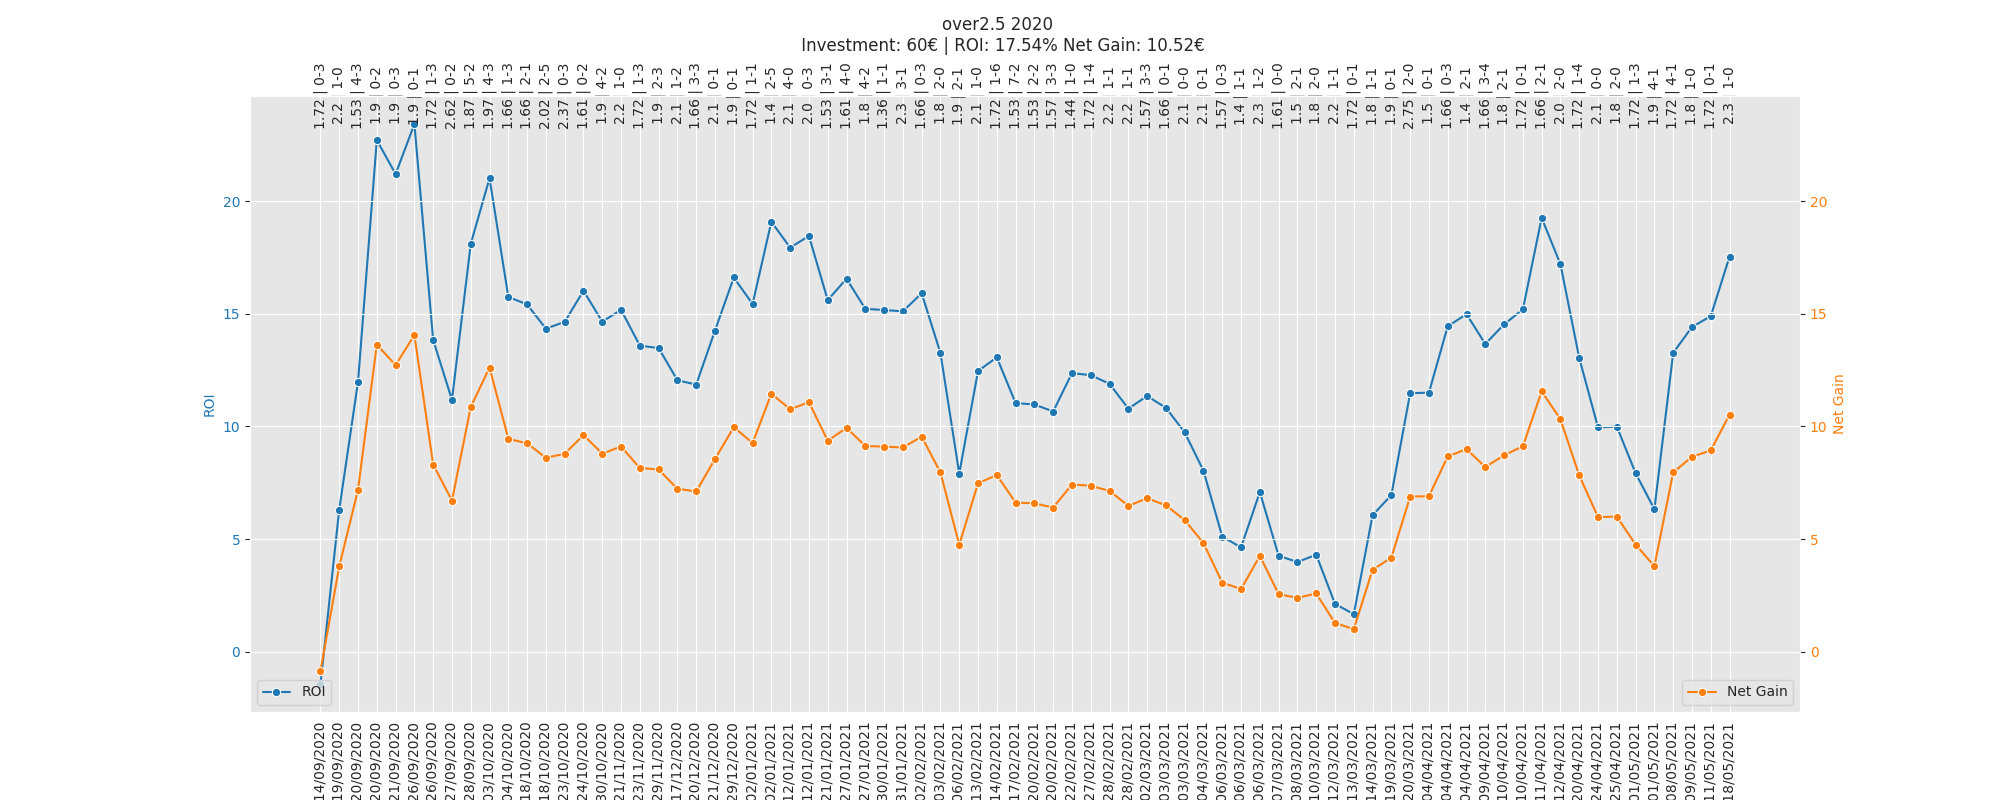 over2.5 2020
Investment: 60€ | ROI: 17.54% Net Gain: 10.52€
1.72 | 0-3
2.2 | 1-0
1.53 | 4-3
1.9 | 0-2
1.9 | 0-3
1.9 | 0-1
1.72 | 1-3
2.62 | 0-2
1.87 | 5-2
1.97 | 4-3
1.66 | 1-3
1.66 | 2-1
2.02 | 2-5
2.37 | 0-3
1.61 | 0-2
1.9 | 4-2
2.2 | 1-0
1.72 | 1-3
1.9 | 2-3
2.1 | 1-2
1.66 | 3-3
2.1 | 0-1
1.9 | 0-1
1.72 | 1-1
1.4 | 2-5
2.1 | 4-0
2.0 | 0-3
1.53 | 3-1
1.61 | 4-0
1.8 | 4-2
1.36 | 1-1
2.3 | 3-1
1.66 | 0-3
1.8 | 2-0
1.9 | 2-1
2.1 | 1-0
1.72 | 1-6
1.53 | 7-2
1.53 | 2-2
1.57 | 3-3
1.44 | 1-0
1.72 | 1-4
2.2 | 1-1
2.2 | 1-1
1.57 | 3-3
1.66 | 0-1
2.1 | 0-0
2.1 | 0-1
1.57 | 0-3
1.4 | 1-1
2.3 | 1-2
1.61 | 0-0
1.5 | 2-1
1.8 | 2-0
2.2 | 1-1
1.72 | 0-1
1.8 | 1-1
1.9 | 0-1
2.75 | 2-0
1.5 | 0-1
1.66 | 0-3
1.4 | 2-1
1.66 | 3-4
1.8 | 2-1
1.72 | 0-1
1.66 | 2-1
2.0 | 2-0
1.72 | 1-4
2.1 | 0-0
1.8 | 2-0
1.72 | 1-3
1.9 | 4-1
1.72 | 4-1
1.8 | 1-0
1.72 | 0-1
2.3 | 1-0
20
15
10
5
0
ROI
20
15
10
5
0
Net Gain
ROI
Net Gain
14/09/2020
19/09/2020
20/09/2020
20/09/2020
21/09/2020
26/09/2020
26/09/2020
27/09/2020
28/09/2020
03/10/2020
04/10/2020
18/10/2020
18/10/2020
23/10/2020
24/10/2020
30/10/2020
21/11/2020
23/11/2020
29/11/2020
17/12/2020
20/12/2020
21/12/2020
29/12/2020
02/01/2021
02/01/2021
12/01/2021
12/01/2021
23/01/2021
27/01/2021
27/01/2021
30/01/2021
31/01/2021
02/02/2021
03/02/2021
06/02/2021
13/02/2021
14/02/2021
17/02/2021
20/02/2021
20/02/2021
22/02/2021
27/02/2021
28/02/2021
28/02/2021
02/03/2021
03/03/2021
03/03/2021
04/03/2021
06/03/2021
06/03/2021
06/03/2021
07/03/2021
08/03/2021
10/03/2021
12/03/2021
13/03/2021
14/03/2021
19/03/2021
20/03/2021
04/04/2021
04/04/2021
04/04/2021
09/04/2021
10/04/2021
10/04/2021
11/04/2021
12/04/2021
20/04/2021
24/04/2021
25/04/2021
01/05/2021
01/05/2021
08/05/2021
09/05/2021
11/05/2021
18/05/2021